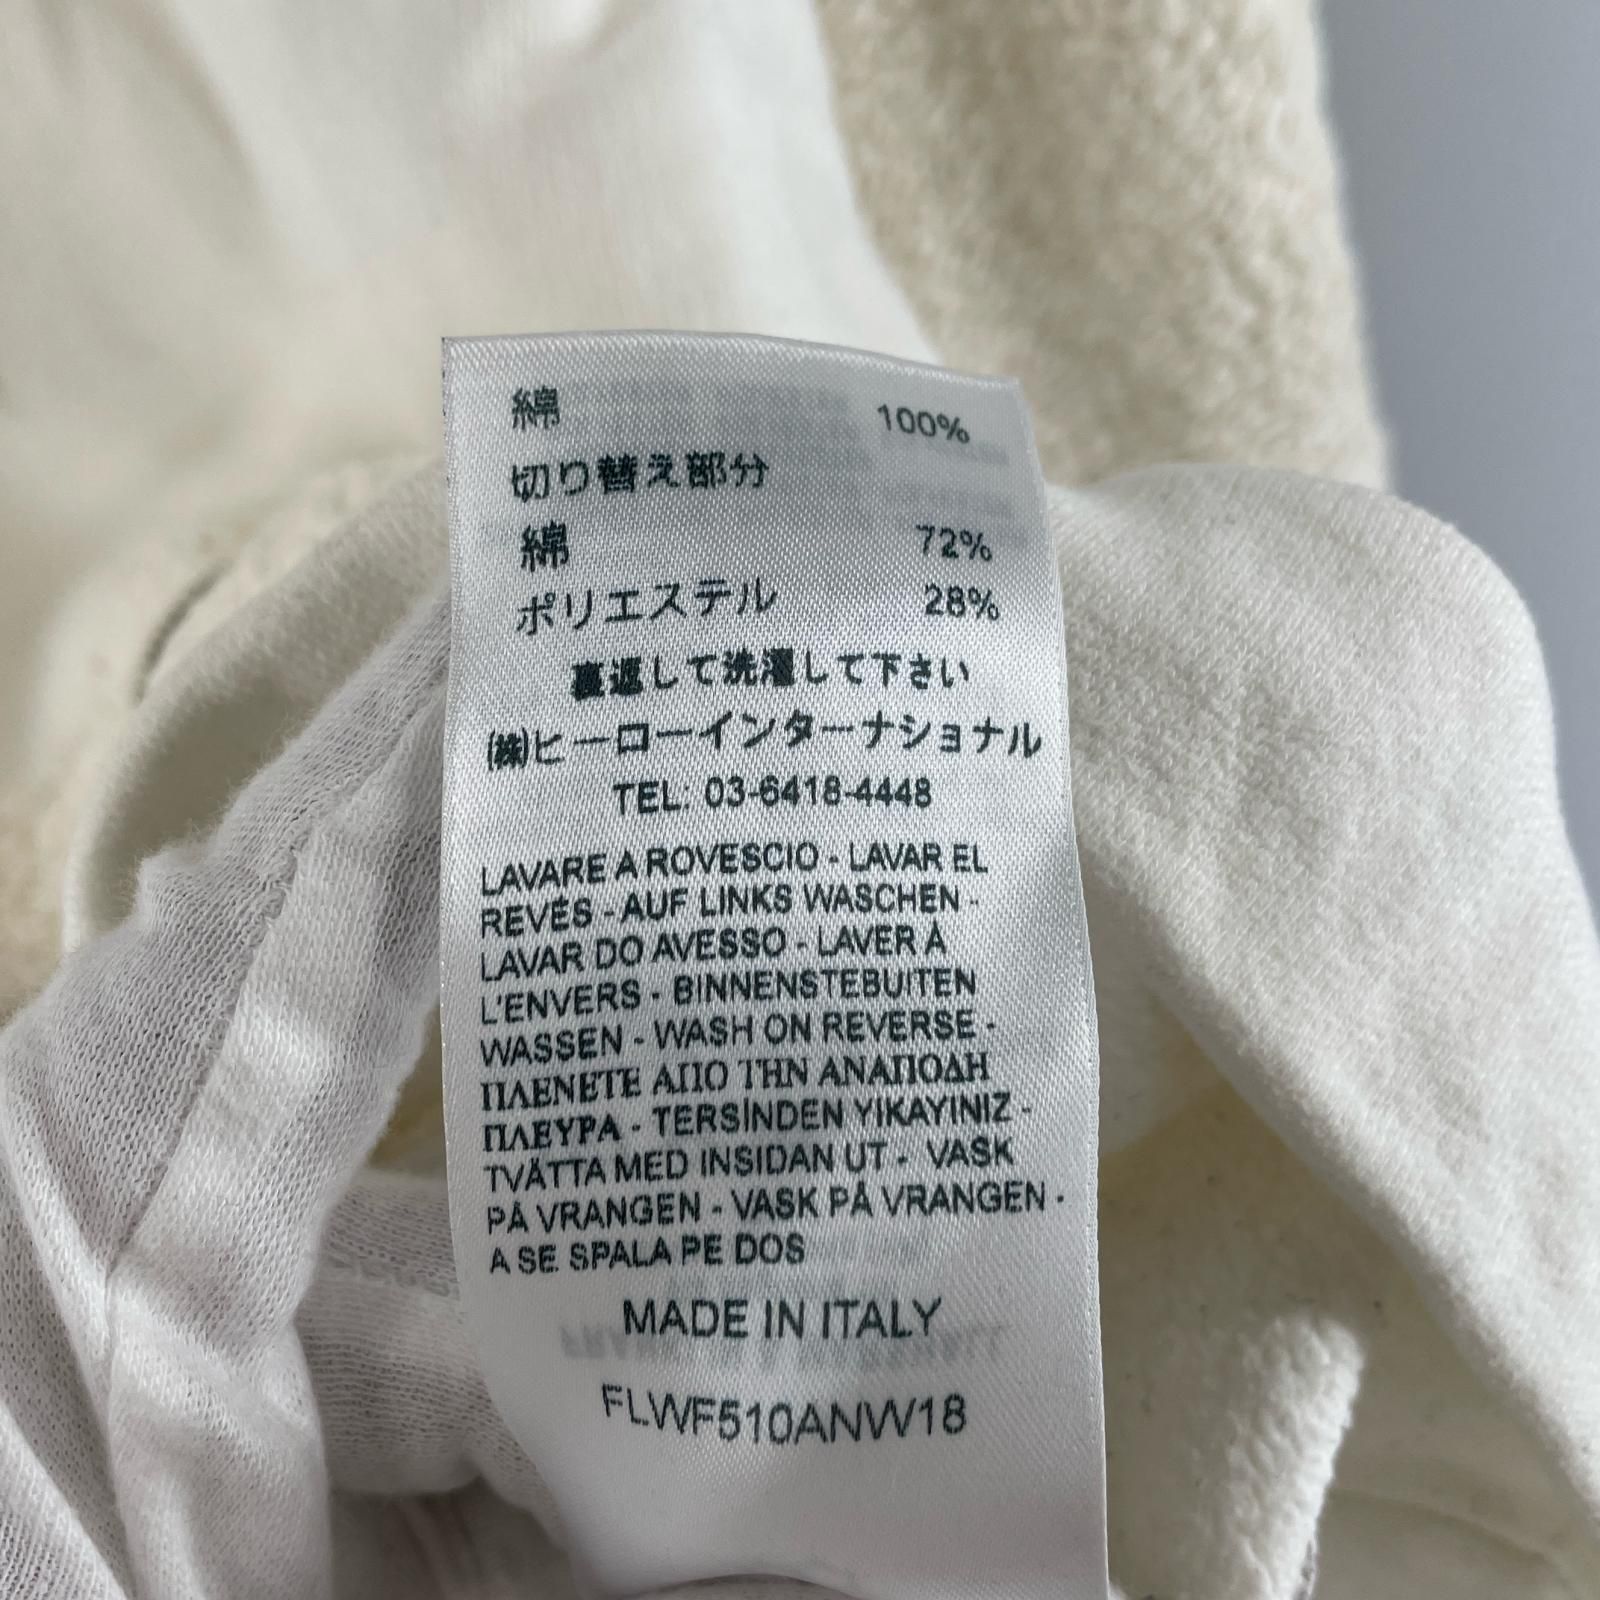 綿 100%
切り替え部分
綿 72%
ポリエステル 28%
裏返して洗濯して下さい
(株)ヒーローインターナショナル
TEL: 03-6418-4448
LAVARE A ROVESCIO - LAVAR EL
REVÉS - AUF LINKS WASCHEN -
LAVAR DO AVESSO - LAVER À
L'ENVERS - BINNENSTEBUITEN
WASSEN - WASH ON REVERSE -
ΠΛΕΝΕΤΕ ΑΠΟ ΤΗΝ ΑΝΑΠΟΔΗ
ΠΛΕΥΡΑ - TERSİNDEN YIKAYINIZ -
TVÄTTA MED INSIDAN UT - VASK
PÅ VRANGEN - VASK PÅ VRANGEN -
A SE SPALA PE DOS
MADE IN ITALY
FLWF510ANW18